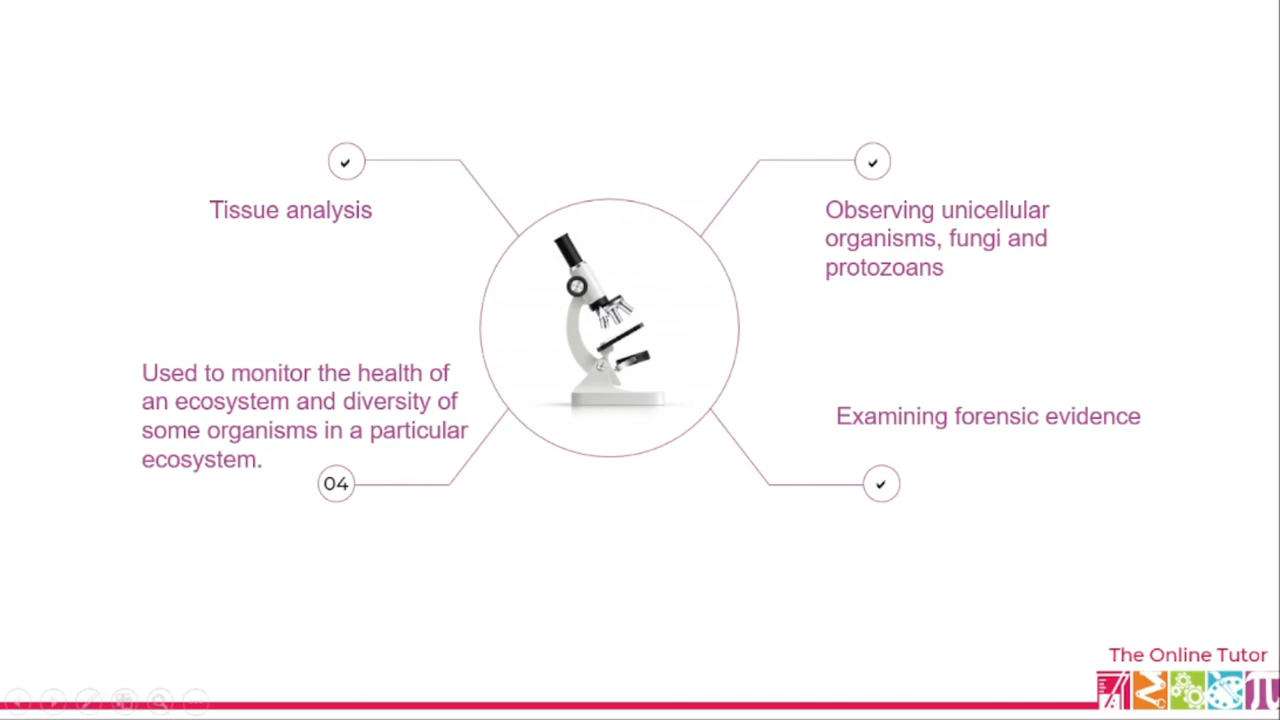 Tissue analysis
Observing unicellular
organisms, fungi and
protozoans
Used to monitor the health of
an ecosystem and diversity of
some organisms in a particular
ecosystem.
04
Examining forensic evidence
The Online Tutor